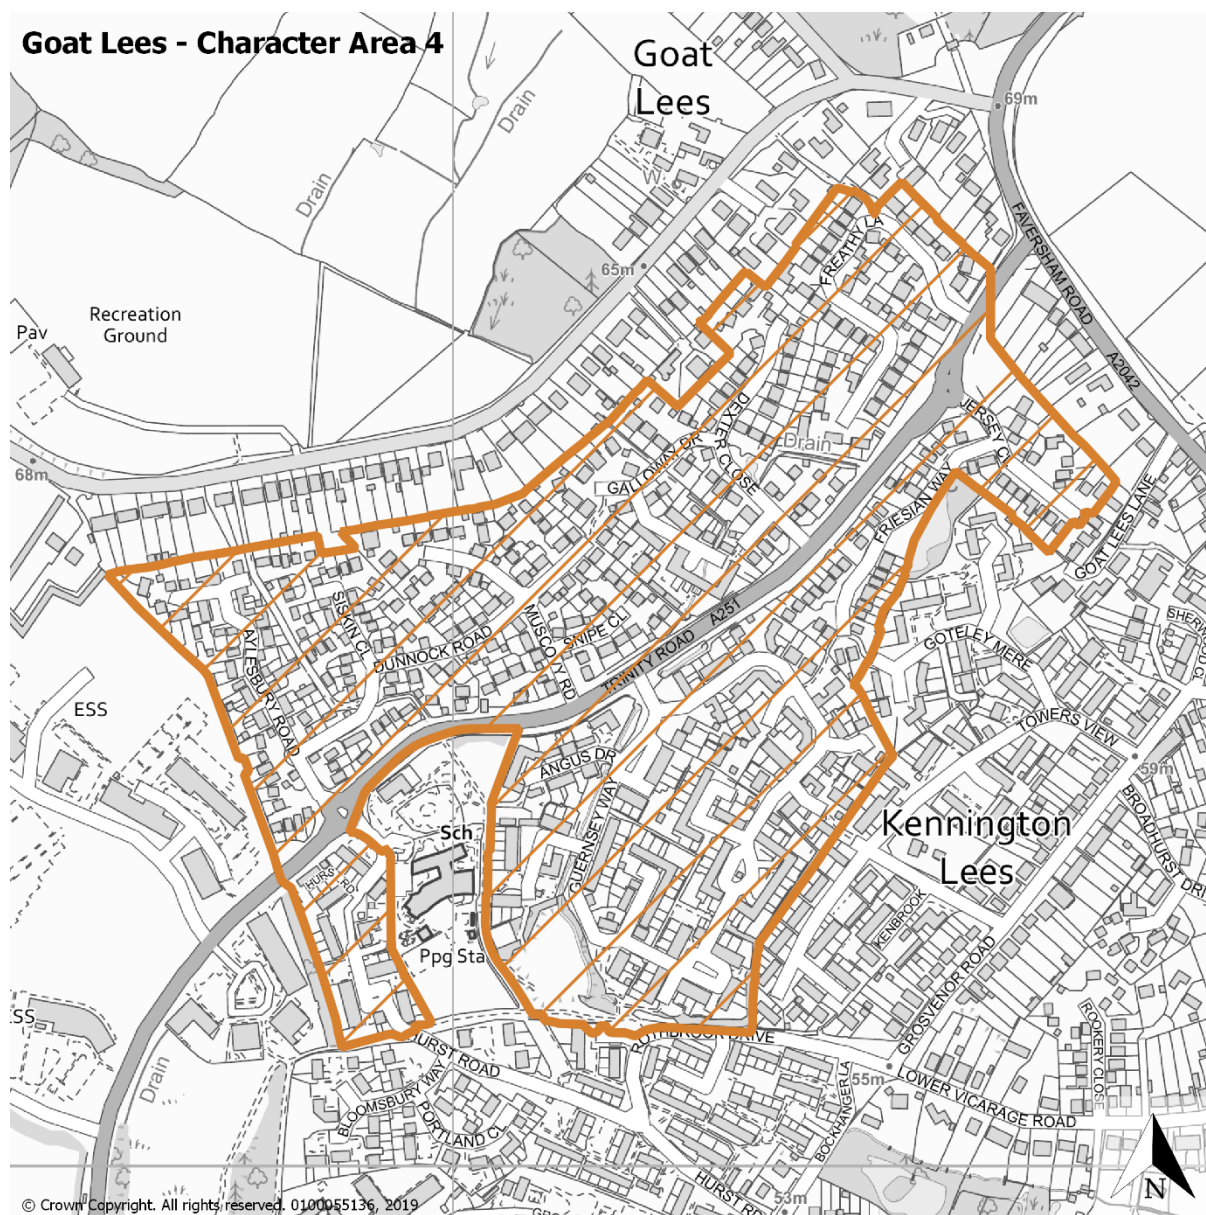 Goat Lees - Character Area 4
Goat
Lees
69m
Drain
Drain
W
FREATHY LA
FAVERSHAM ROAD
65m
Recreation
Ground
Pav
A2042
DEXTER CLOSE
JERSEY CL
Drain
GALLOWAY DR
68m
FRIESIAN WAY
GOAT LEES LANE
SISKIN CL
MUSCOVY RD
SNIPE CL
A251
TRINITY ROAD
DUNNOCK ROAD
AYLESBURY ROAD
GOTELEY MERE
ESS
TOWERS VIEW
59m
ANGUS DR
GUERNSEY WAY
BROADHURST DRI
Sch
Kennington
Lees
HURST RD
KENBROOK
Ppg Sta
GROSVENOR ROAD
ESS
ROOKERY CLOSE
DRIVE
HURST ROAD
Drain
55m
LOWER VICARAGE ROAD
BLOOMSBURY WAY
PORTLAND CL
BOCKHANGER LA
HURST RD
53m
N
© Crown Copyright. All rights reserved. 0100055136, 2019